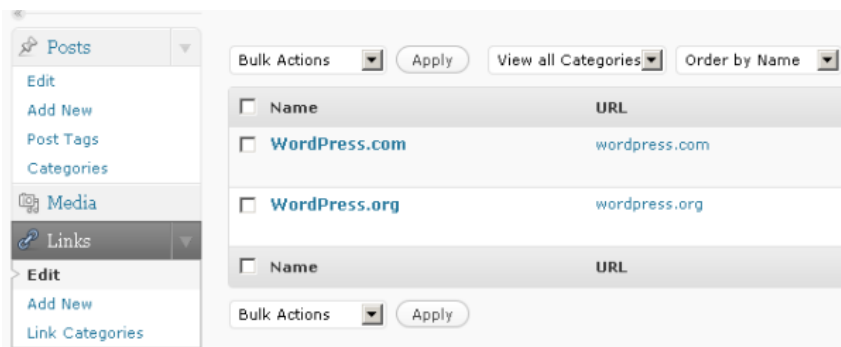 Posts
Edit
Add New
Post Tags
Categories
Media
Links
Edit
Add New
Link Categories
Bulk Actions Apply View all Categories Order by Name
Name URL
WordPress.com wordpress.com
WordPress.org wordpress.org
Name URL
Bulk Actions Apply